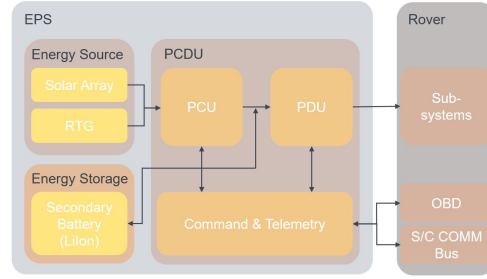 EPS
Rover
Energy Source
PCDU
Solar Array
RTG
PCU
PDU
Sub-
systems
Energy Storage
Secondary
Battery
(LiIon)
Command & Telemetry
OBD
S/C COMM
Bus